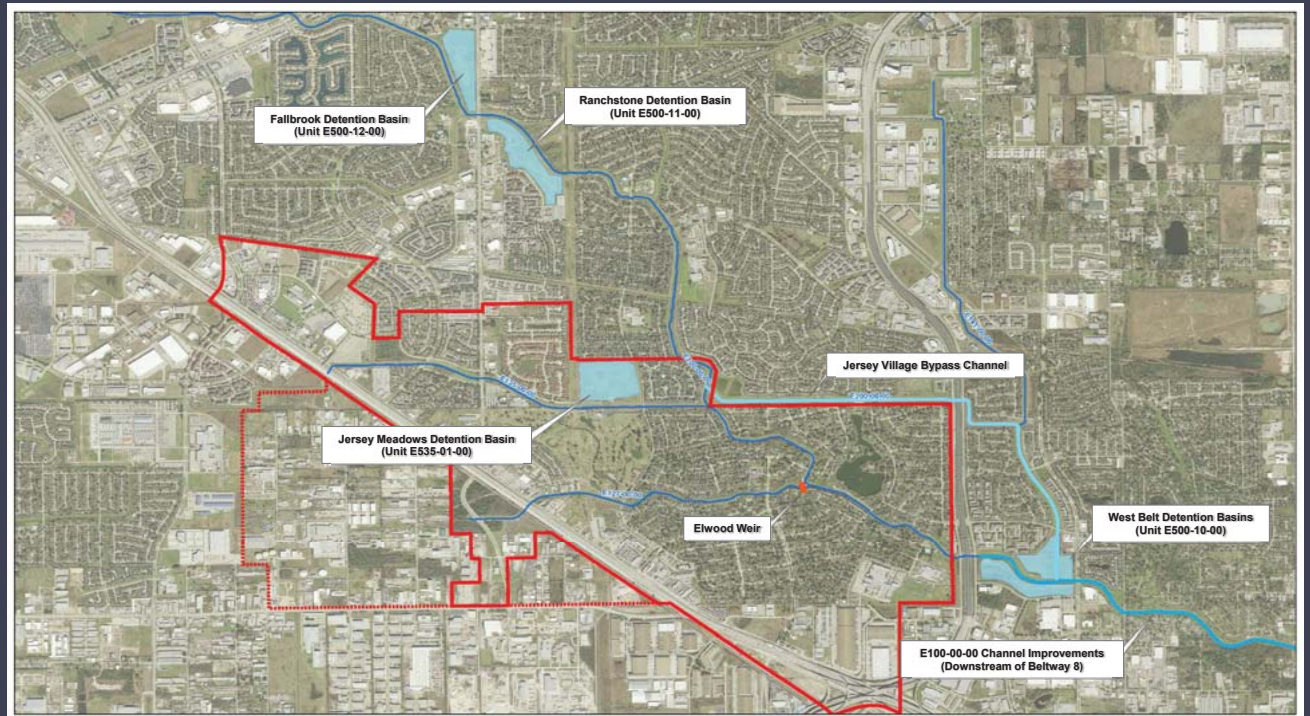 Ranchstone Detention Basin
(Unit E500-11-00)
Fallbrook Detention Basin
(Unit E500-12-00)
Jersey Village Bypass Channel
Jersey Meadows Detention Basin
(Unit E535-01-00)
Elwood Weir
West Belt Detention Basins
(Unit E500-10-00)
E100-00-00 Channel Improvements
(Downstream of Beltway 8)